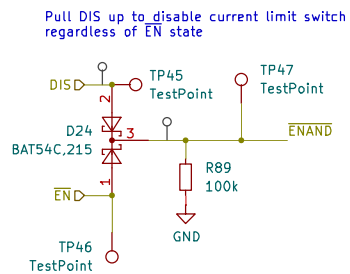 Pull DIS up to disable current limit switch
regardless of EN state
TP45
TestPoint
TP47
TestPoint
DIS
2
D24
BAT54C,215
3
ENAND
1
R89
100k
EN
GND
TP46
TestPoint